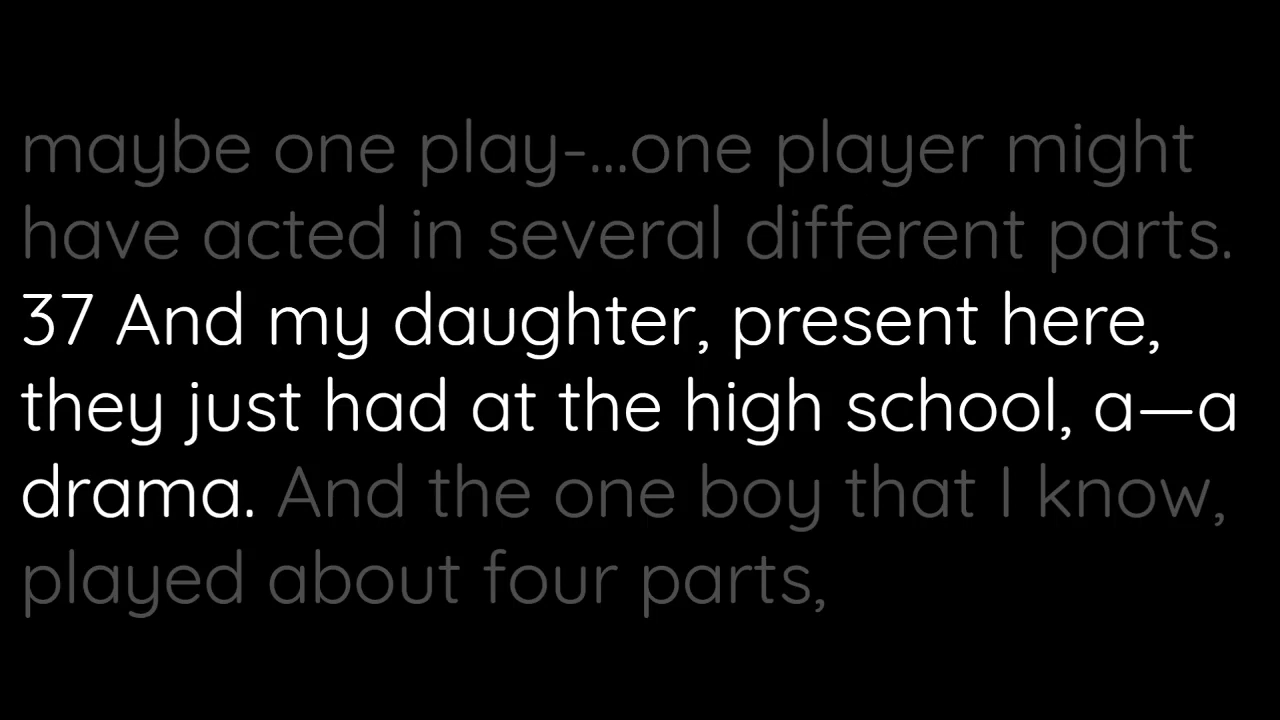 maybe one play-...one player might
have acted in several different parts.
37 And my daughter, present here,
they just had at the high school, a—a
drama. And the one boy that I know,
played about four parts,